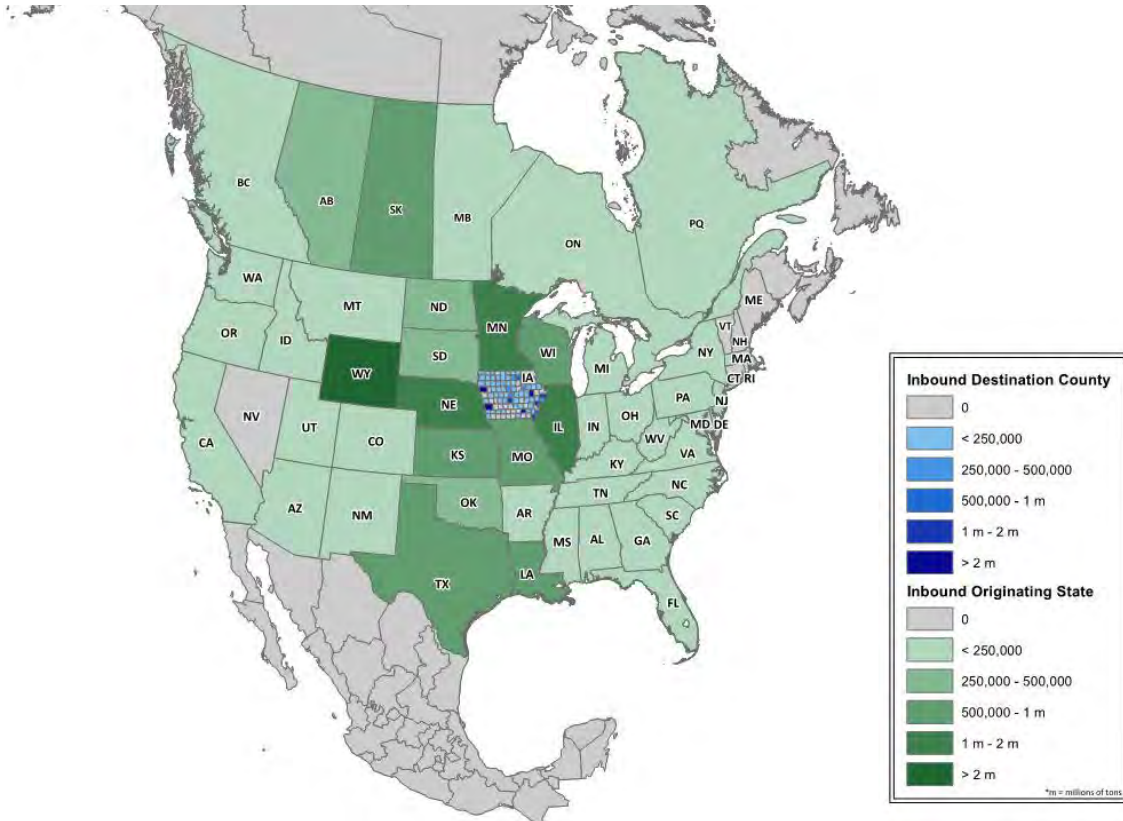 BC
AB
SK
MB
ON
PQ
WA
MT
ND
MN
ME
VT
NH
OR
ID
SD
WI
NY
MA
CT RI
MI
WY
IA
NE
PA
NJ
NV
IL
IN
OH
MD DE
WV
UT
CO
CA
KS
MO
KY
VA
OK
TN
NC
AZ
NM
AR
SC
MS
AL
GA
TX
LA
FL
Inbound Destination County
0
< 250,000
250,000 - 500,000
500,000 - 1 m
1 m - 2 m
> 2 m
Inbound Originating State
0
< 250,000
250,000 - 500,000
500,000 - 1 m
1 m - 2 m
> 2 m
*m = millions of tons